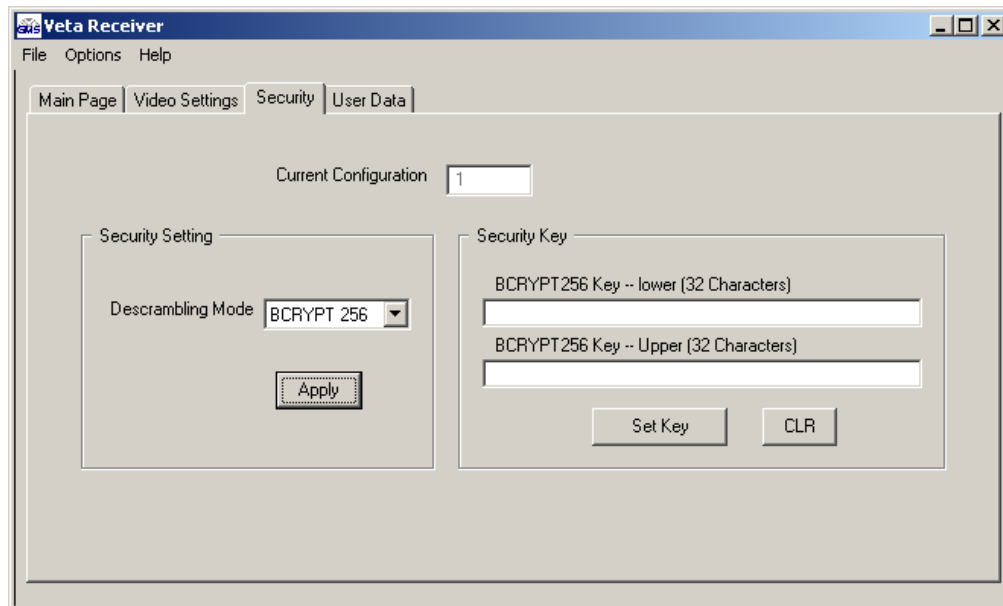 GMS Veta Receiver
File Options Help
Main Page Video Settings Security User Data
Current Configuration 1
Security Setting
Descrambling Mode BCRYPT 256
Apply
Security Key
BCRYPT256 Key -- lower (32 Characters)
BCRYPT256 Key -- Upper (32 Characters)
Set Key CLR